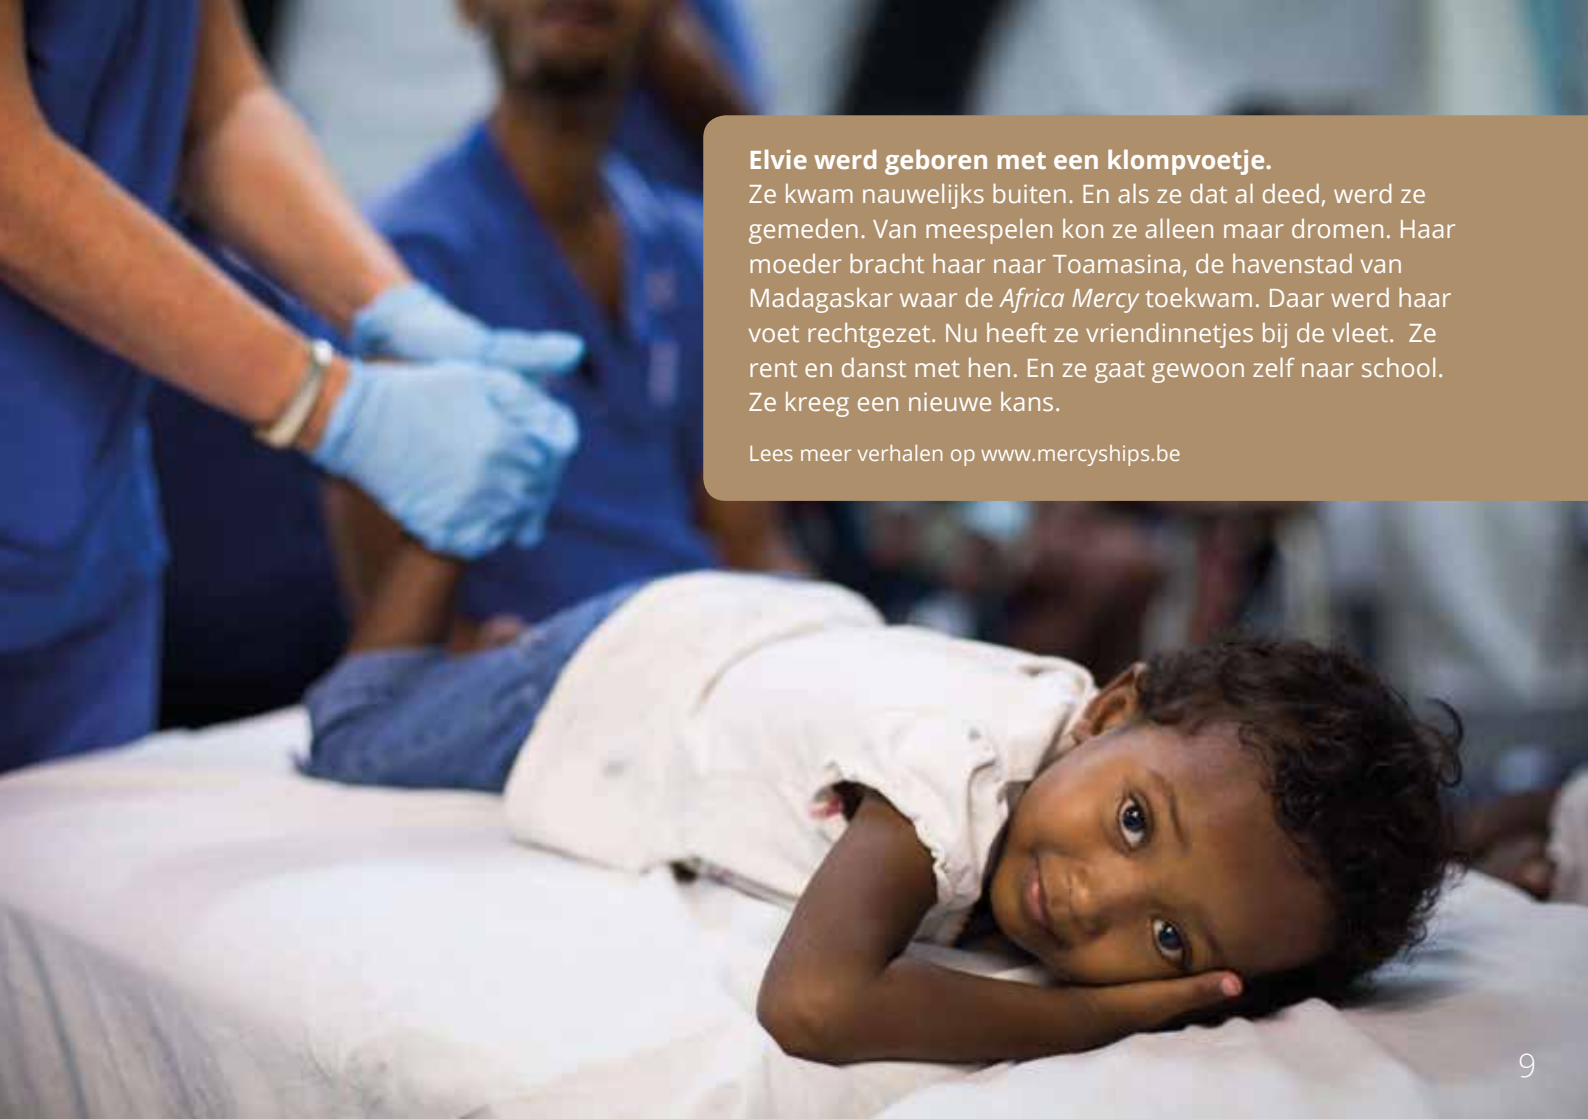 Elvie werd geboren met een klompvoetje.
Ze kwam nauwelijks buiten. En als ze dat al deed, werd ze
gemeden. Van meespelen kon ze alleen maar dromen. Haar
moeder bracht haar naar Toamasina, de havenstad van
Madagaskar waar de Africa Mercy toekwam. Daar werd haar
voet rechtgezet. Nu heeft ze vriendinnetjes bij de vleet.  Ze
rent en danst met hen. En ze gaat gewoon zelf naar school.
Ze kreeg een nieuwe kans.
Lees meer verhalen op www.mercyships.be
9